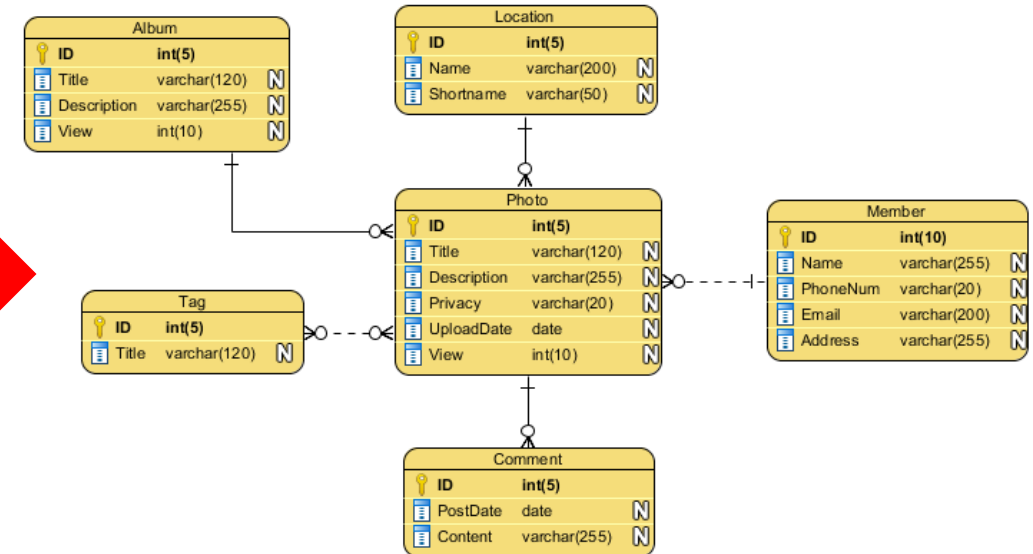 Album
ID int(5)
Title varchar(120) N
Description varchar(255) N
View int(10) N
Location
ID int(5)
Name varchar(200) N
Shortname varchar(50) N
Photo
ID int(5)
Title varchar(120) N
Description varchar(255) N
Privacy varchar(20) N
UploadDate date N
View int(10) N
Member
ID int(10)
Name varchar(255) N
PhoneNum varchar(20) N
Email varchar(200) N
Address varchar(255) N
Tag
ID int(5)
Title varchar(120) N
Comment
ID int(5)
PostDate date N
Content varchar(255) N